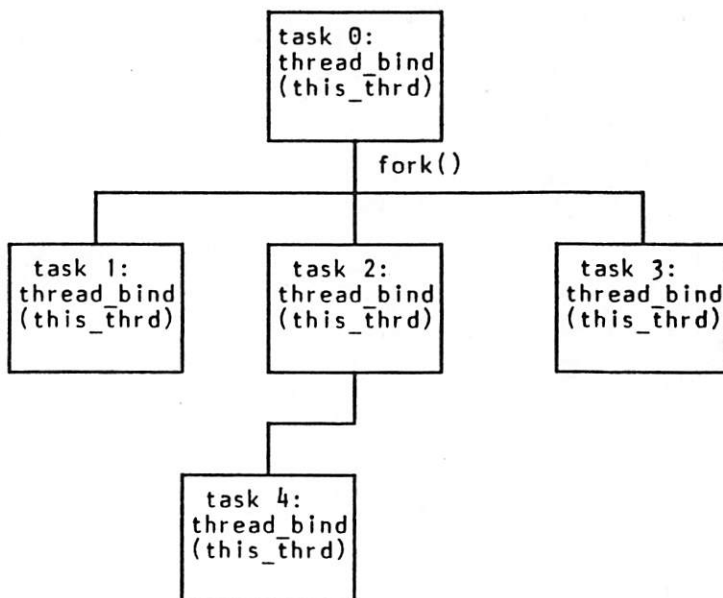 task 0:
thread_bind
(this_thrd)
fork()
task 1:
thread_bind
(this_thrd)
task 2:
thread_bind
(this_thrd)
task 3:
thread_bind
(this_thrd)
task 4:
thread_bind
(this_thrd)